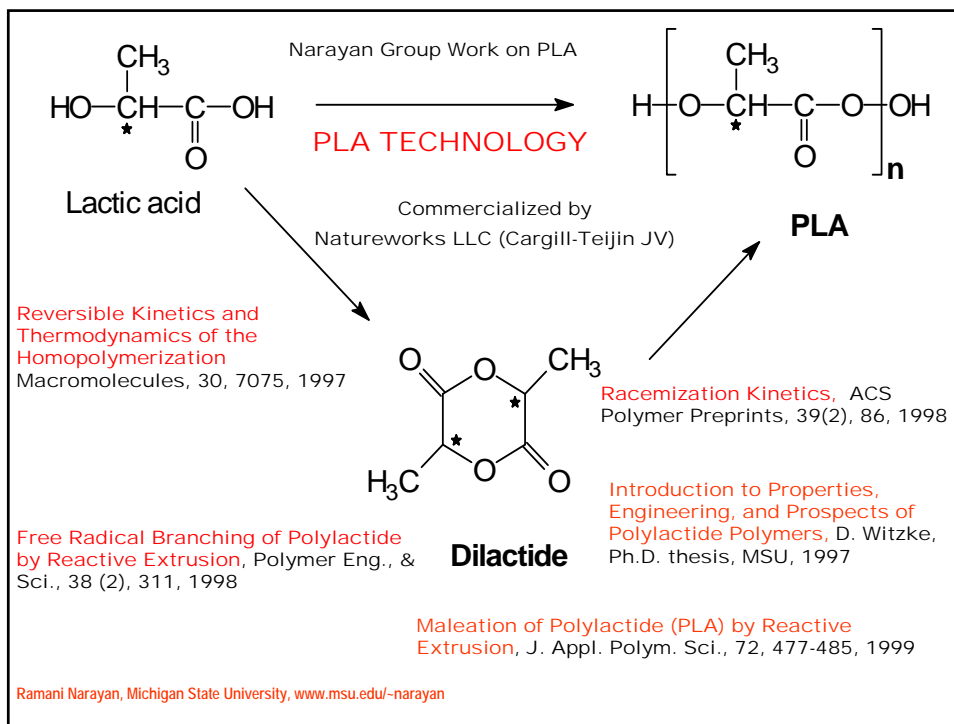 Narayan Group Work on PLA
CH3
HO CH C OH
*
O
Lactic acid
PLA TECHNOLOGY
CH3
H O CH C O OH
*
O
n
PLA
Commercialized by
Natureworks LLC (Cargill-Teijin JV)
Reversible Kinetics and
Thermodynamics of the
Homopolymerization
Macromolecules, 30, 7075, 1997
O
O
CH3
*
*
H3C
O
O
Dilactide
Racemization Kinetics, ACS
Polymer Preprints, 39(2), 86, 1998
Introduction to Properties,
Engineering, and Prospects of
Polylactide Polymers, D. Witzke,
Ph.D. thesis, MSU, 1997
Free Radical Branching of Polylactide
by Reactive Extrusion, Polymer Eng., &
Sci., 38 (2), 311, 1998
Maleation of Polylactide (PLA) by Reactive
Extrusion, J. Appl. Polym. Sci., 72, 477-485, 1999
Ramani Narayan, Michigan State University, www.msu.edu/~narayan